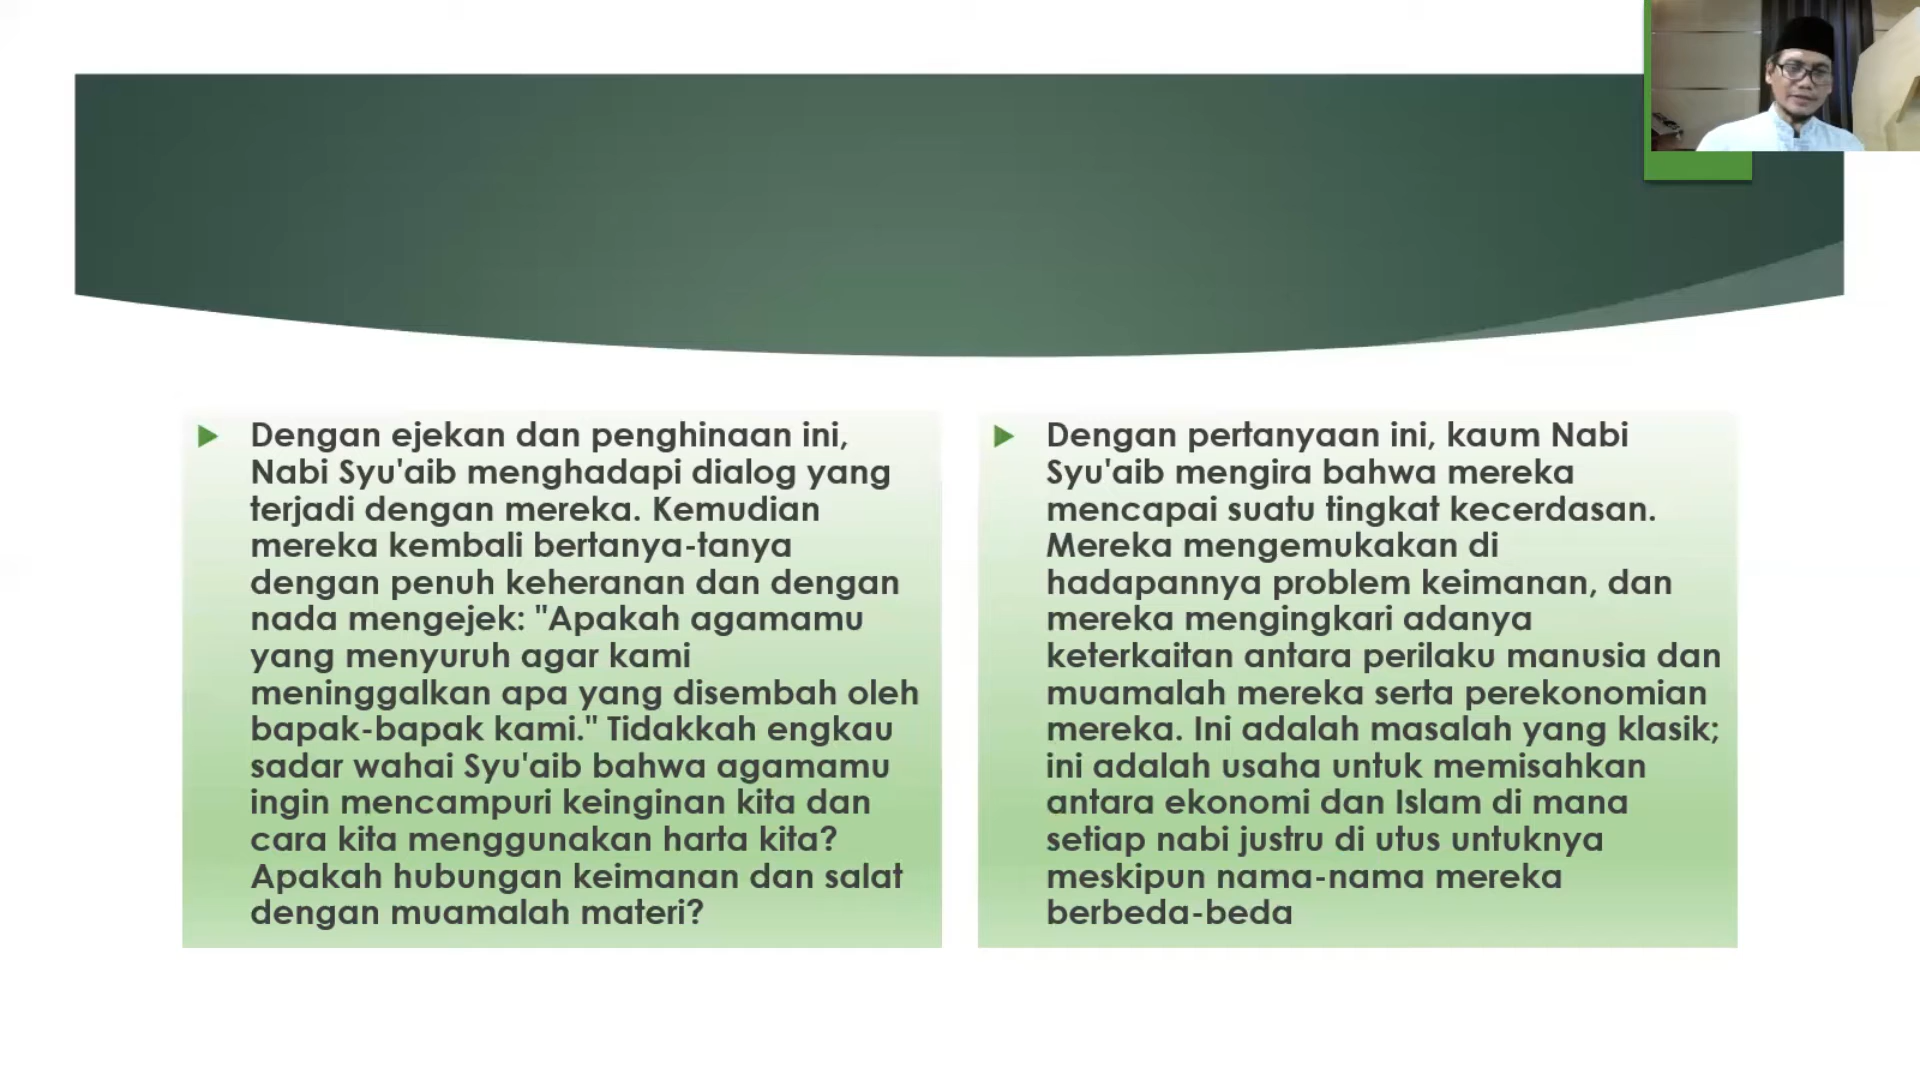 Dengan ejekan dan penghinaan ini,
Nabi Syu'aib menghadapi dialog yang
terjadi dengan mereka. Kemudian
mereka kembali bertanya-tanya
dengan penuh keheranan dan dengan
nada mengejek: "Apakah agamamu
yang menyuruh agar kami
meninggalkan apa yang disembah oleh
bapak-bapak kami." Tidakkah engkau
sadar wahai Syu'aib bahwa agamamu
ingin mencampuri keinginan kita dan
cara kita menggunakan harta kita?
Apakah hubungan keimanan dan salat
dengan muamalah materi?
Dengan pertanyaan ini, kaum Nabi
Syu'aib mengira bahwa mereka
mencapai suatu tingkat kecerdasan.
Mereka mengemukakan di
hadapannya problem keimanan, dan
mereka mengingkari adanya
keterkaitan antara perilaku manusia dan
muamalah mereka serta perekonomian
mereka. Ini adalah masalah yang klasik;
ini adalah usaha untuk memisahkan
antara ekonomi dan Islam di mana
setiap nabi justru di utus untuknya
meskipun nama-nama mereka
berbeda-beda